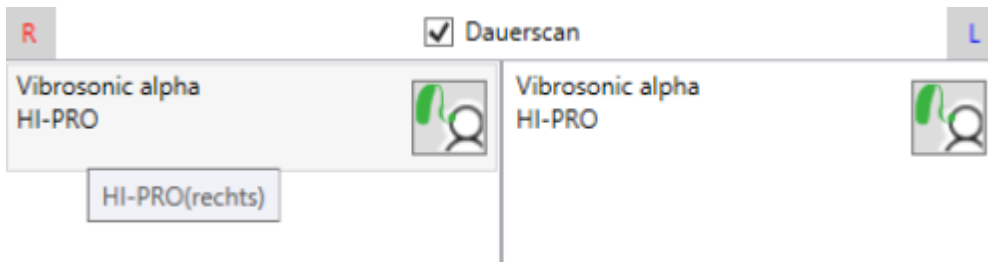 R
Dauerscan
L
Vibrosonic alpha
HI-PRO
HI-PRO(rechts)
Vibrosonic alpha
HI-PRO